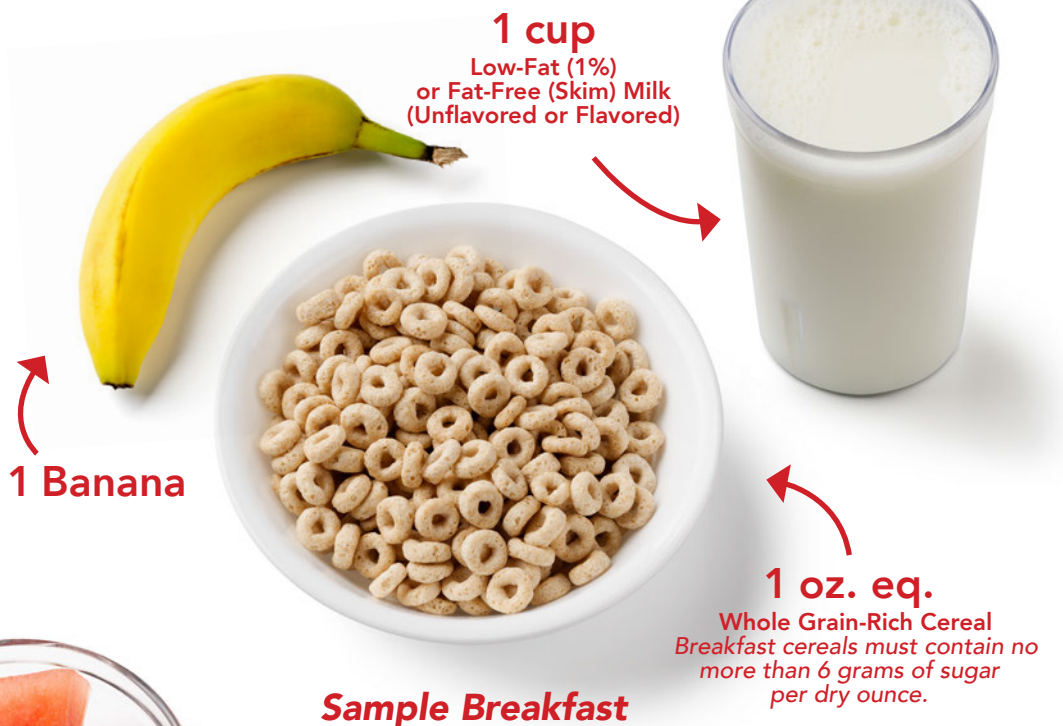 1 cup
Low-Fat (1%)
or Fat-Free (Skim) Milk
(Unflavored or Flavored)
1 Banana
1 oz. eq.
Whole Grain-Rich Cereal
Breakfast cereals must contain no
more than 6 grams of sugar
per dry ounce.
Sample Breakfast